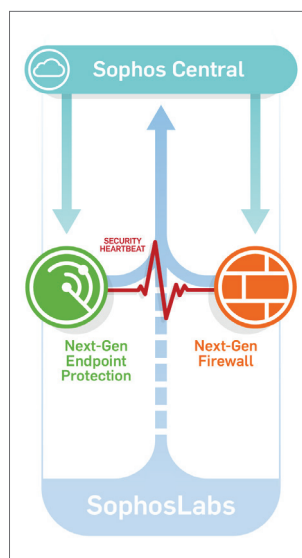 Sophos Central
SECURITY
HEARTBEAT
Next-Gen
Endpoint
Protection
Next-Gen
Firewall
SophosLabs